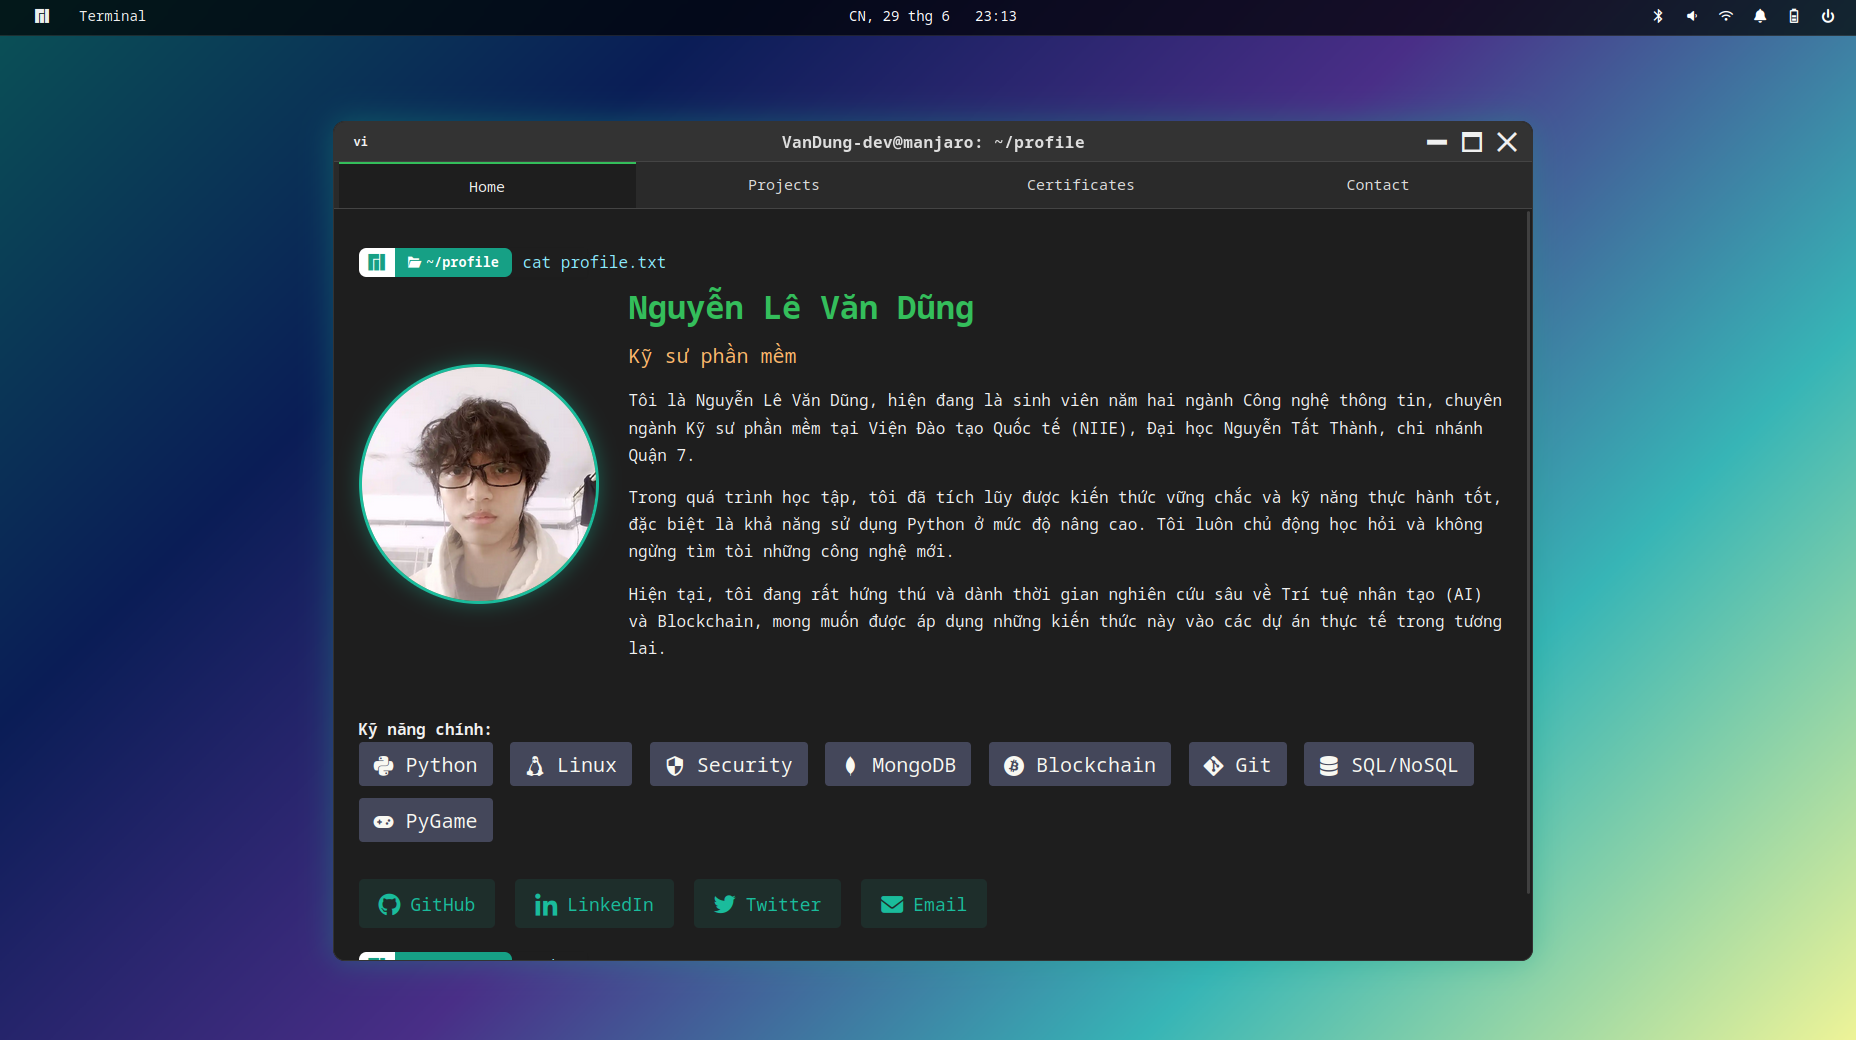 Terminal
CN, 29 thg 6 23:13
vi
VanDung-dev@manjaro: ~/profile
Home
Projects
Certificates
Contact
~/profile cat profile.txt
Nguyễn Lê Văn Dũng
Kỹ sư phần mềm
Tôi là Nguyễn Lê Văn Dũng, hiện đang là sinh viên năm hai ngành Công nghệ thông tin, chuyên
ngành Kỹ sư phần mềm tại Viện Đào tạo Quốc tế (NIIE), Đại học Nguyễn Tất Thành, chi nhánh
Quận 7.
Trong quá trình học tập, tôi đã tích lũy được kiến thức vững chắc và kỹ năng thực hành tốt,
đặc biệt là khả năng sử dụng Python ở mức độ nâng cao. Tôi luôn chủ động học hỏi và không
ngừng tìm tòi những công nghệ mới.
Hiện tại, tôi đang rất hứng thú và dành thời gian nghiên cứu sâu về Trí tuệ nhân tạo (AI)
và Blockchain, mong muốn được áp dụng những kiến thức này vào các dự án thực tế trong tương
lai.
Kỹ năng chính:
Python
Linux
Security
MongoDB
Blockchain
Git
SQL/NoSQL
PyGame
GitHub
LinkedIn
Twitter
Email